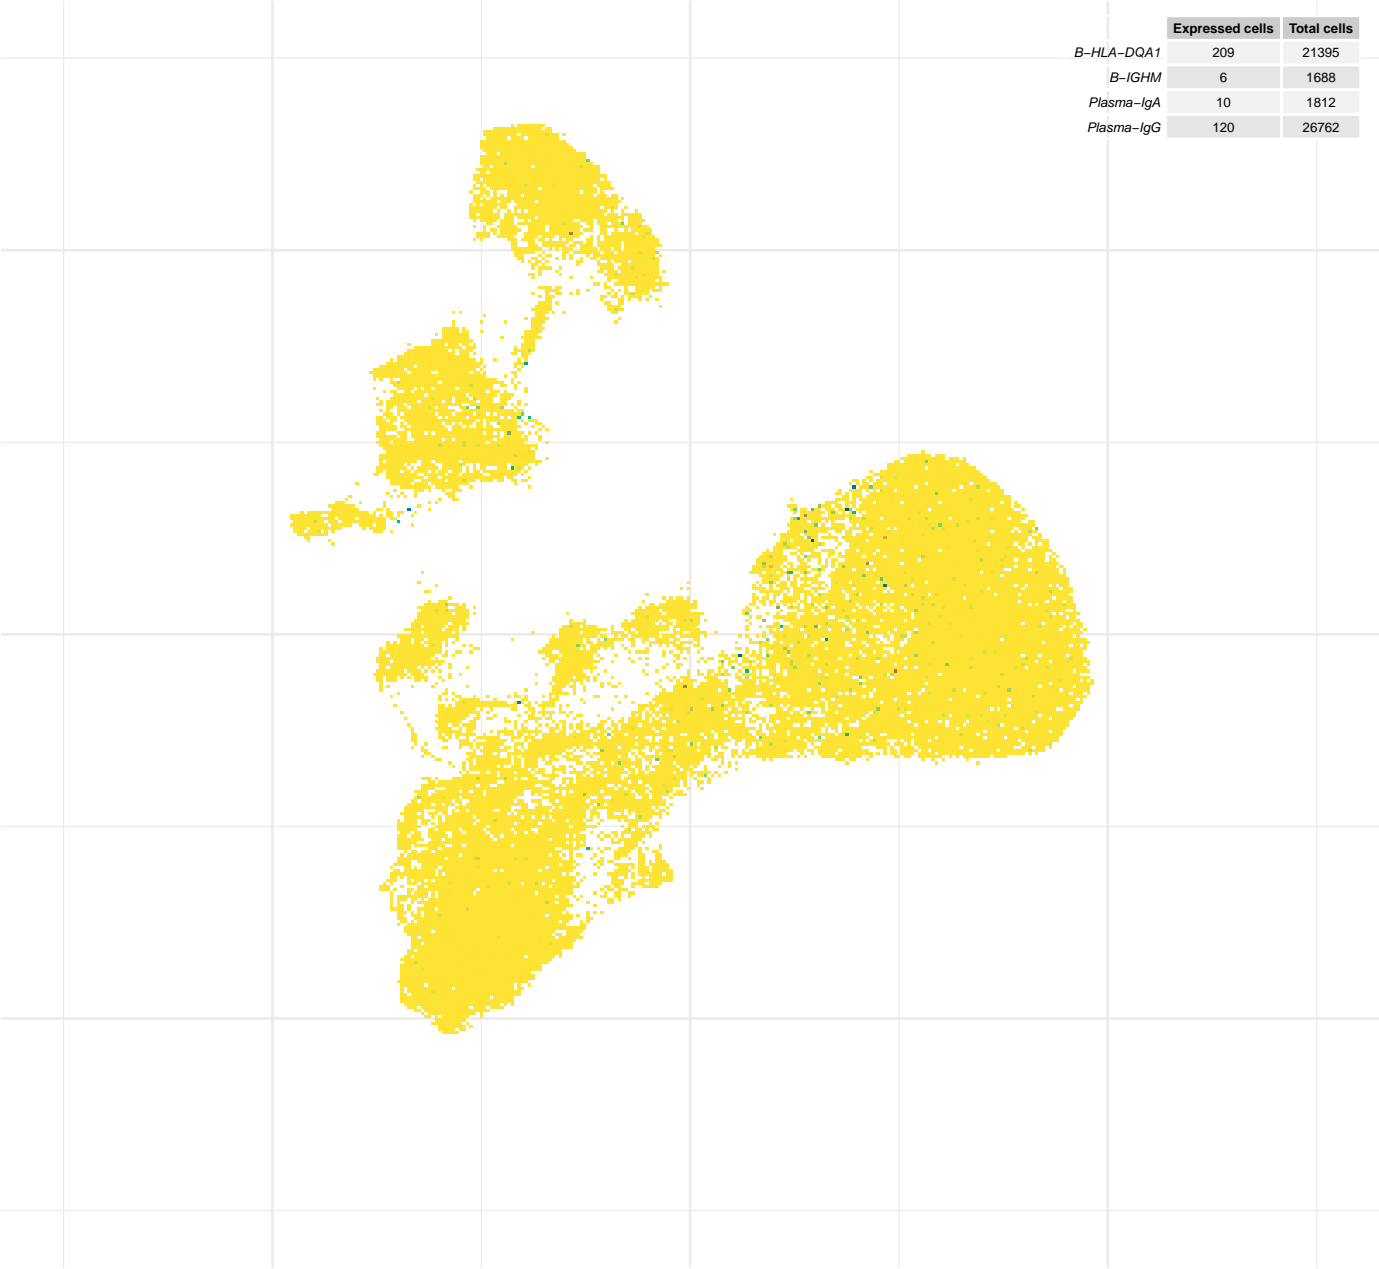 Expressed cells Total cells
B−HLA−DQA1 209 21395
B−IGHM 6 1688
Plasma−IgA 10 1812
Plasma−IgG 120 26762